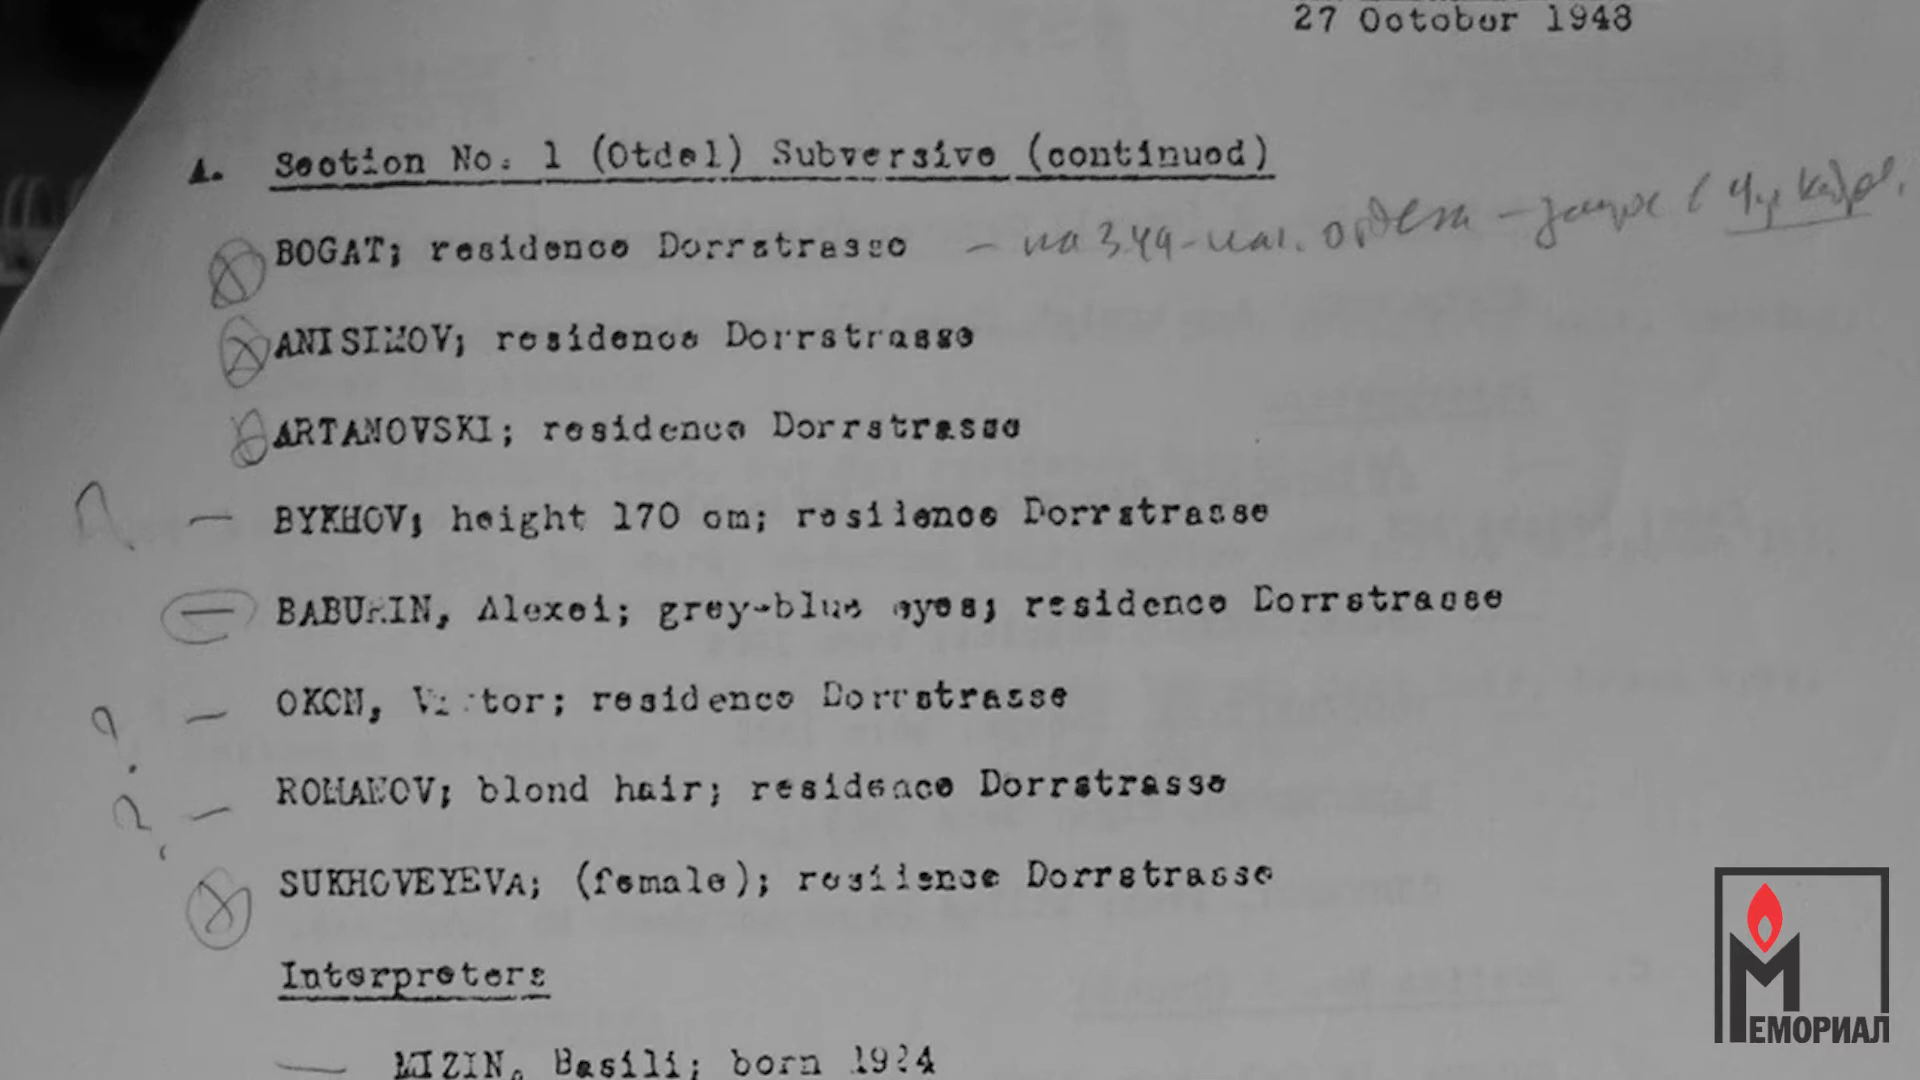 27 October 1948
A. Section No. 1 (Otdel) Subversive (continued)
BOGAT; residence Dorrstrasse
ANISIMOV; residence Dorrstrasse
ARTAMOVSKI; residence Dorrstrasse
BYKHOV; height 170 cm; residence Dorrstrasse
BABURIN, Alexei; grey-blue eyes; residence Dorrstrasse
OKON, Victor; residence Dorrstrasse
?
ROMANOV; blond hair; residence Dorrstrasse
?
SUKHOVEYEVA; (female); residence Dorrstrasse
Interpreters
MIZIN, Basili; born 1924
МЕМОРИАЛ